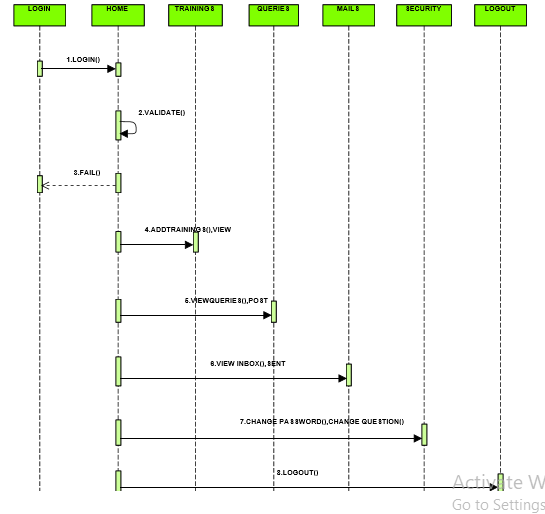 LOGIN HOME TRAININGS QUERIES MAILS SECURITY LOGOUT
1.LOGIN()
2.VALIDATE()
3.FAIL()
4.ADDTRAININGS(),VIEW
5.VIEWQUERIES(),POST
6.VIEW INBOX(),SENT
7.CHANGE PASSWORD(),CHANGE QUESTION()
8.LOGOUT()
Activate W
Go to Settings